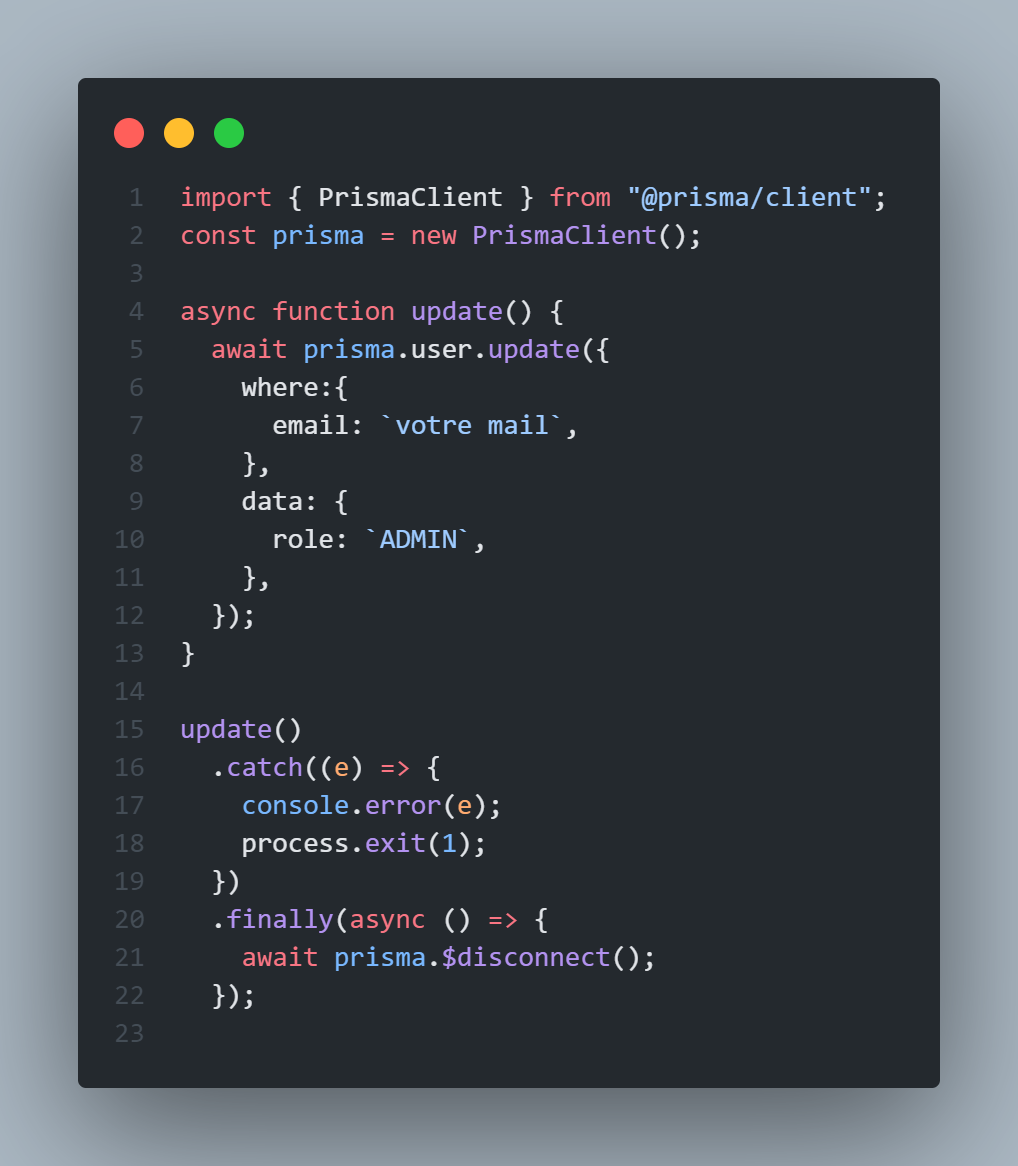 1 import { PrismaClient } from "@prisma/client";
2 const prisma = new PrismaClient();
3
4 async function update() {
5   await prisma.user.update({
6     where:{
7       email: `votre mail`,
8     },
9     data: {
10       role: `ADMIN`,
11     },
12   });
13 }
14
15 update()
16   .catch((e) => {
17     console.error(e);
18     process.exit(1);
19   })
20   .finally(async () => {
21     await prisma.$disconnect();
22   });
23